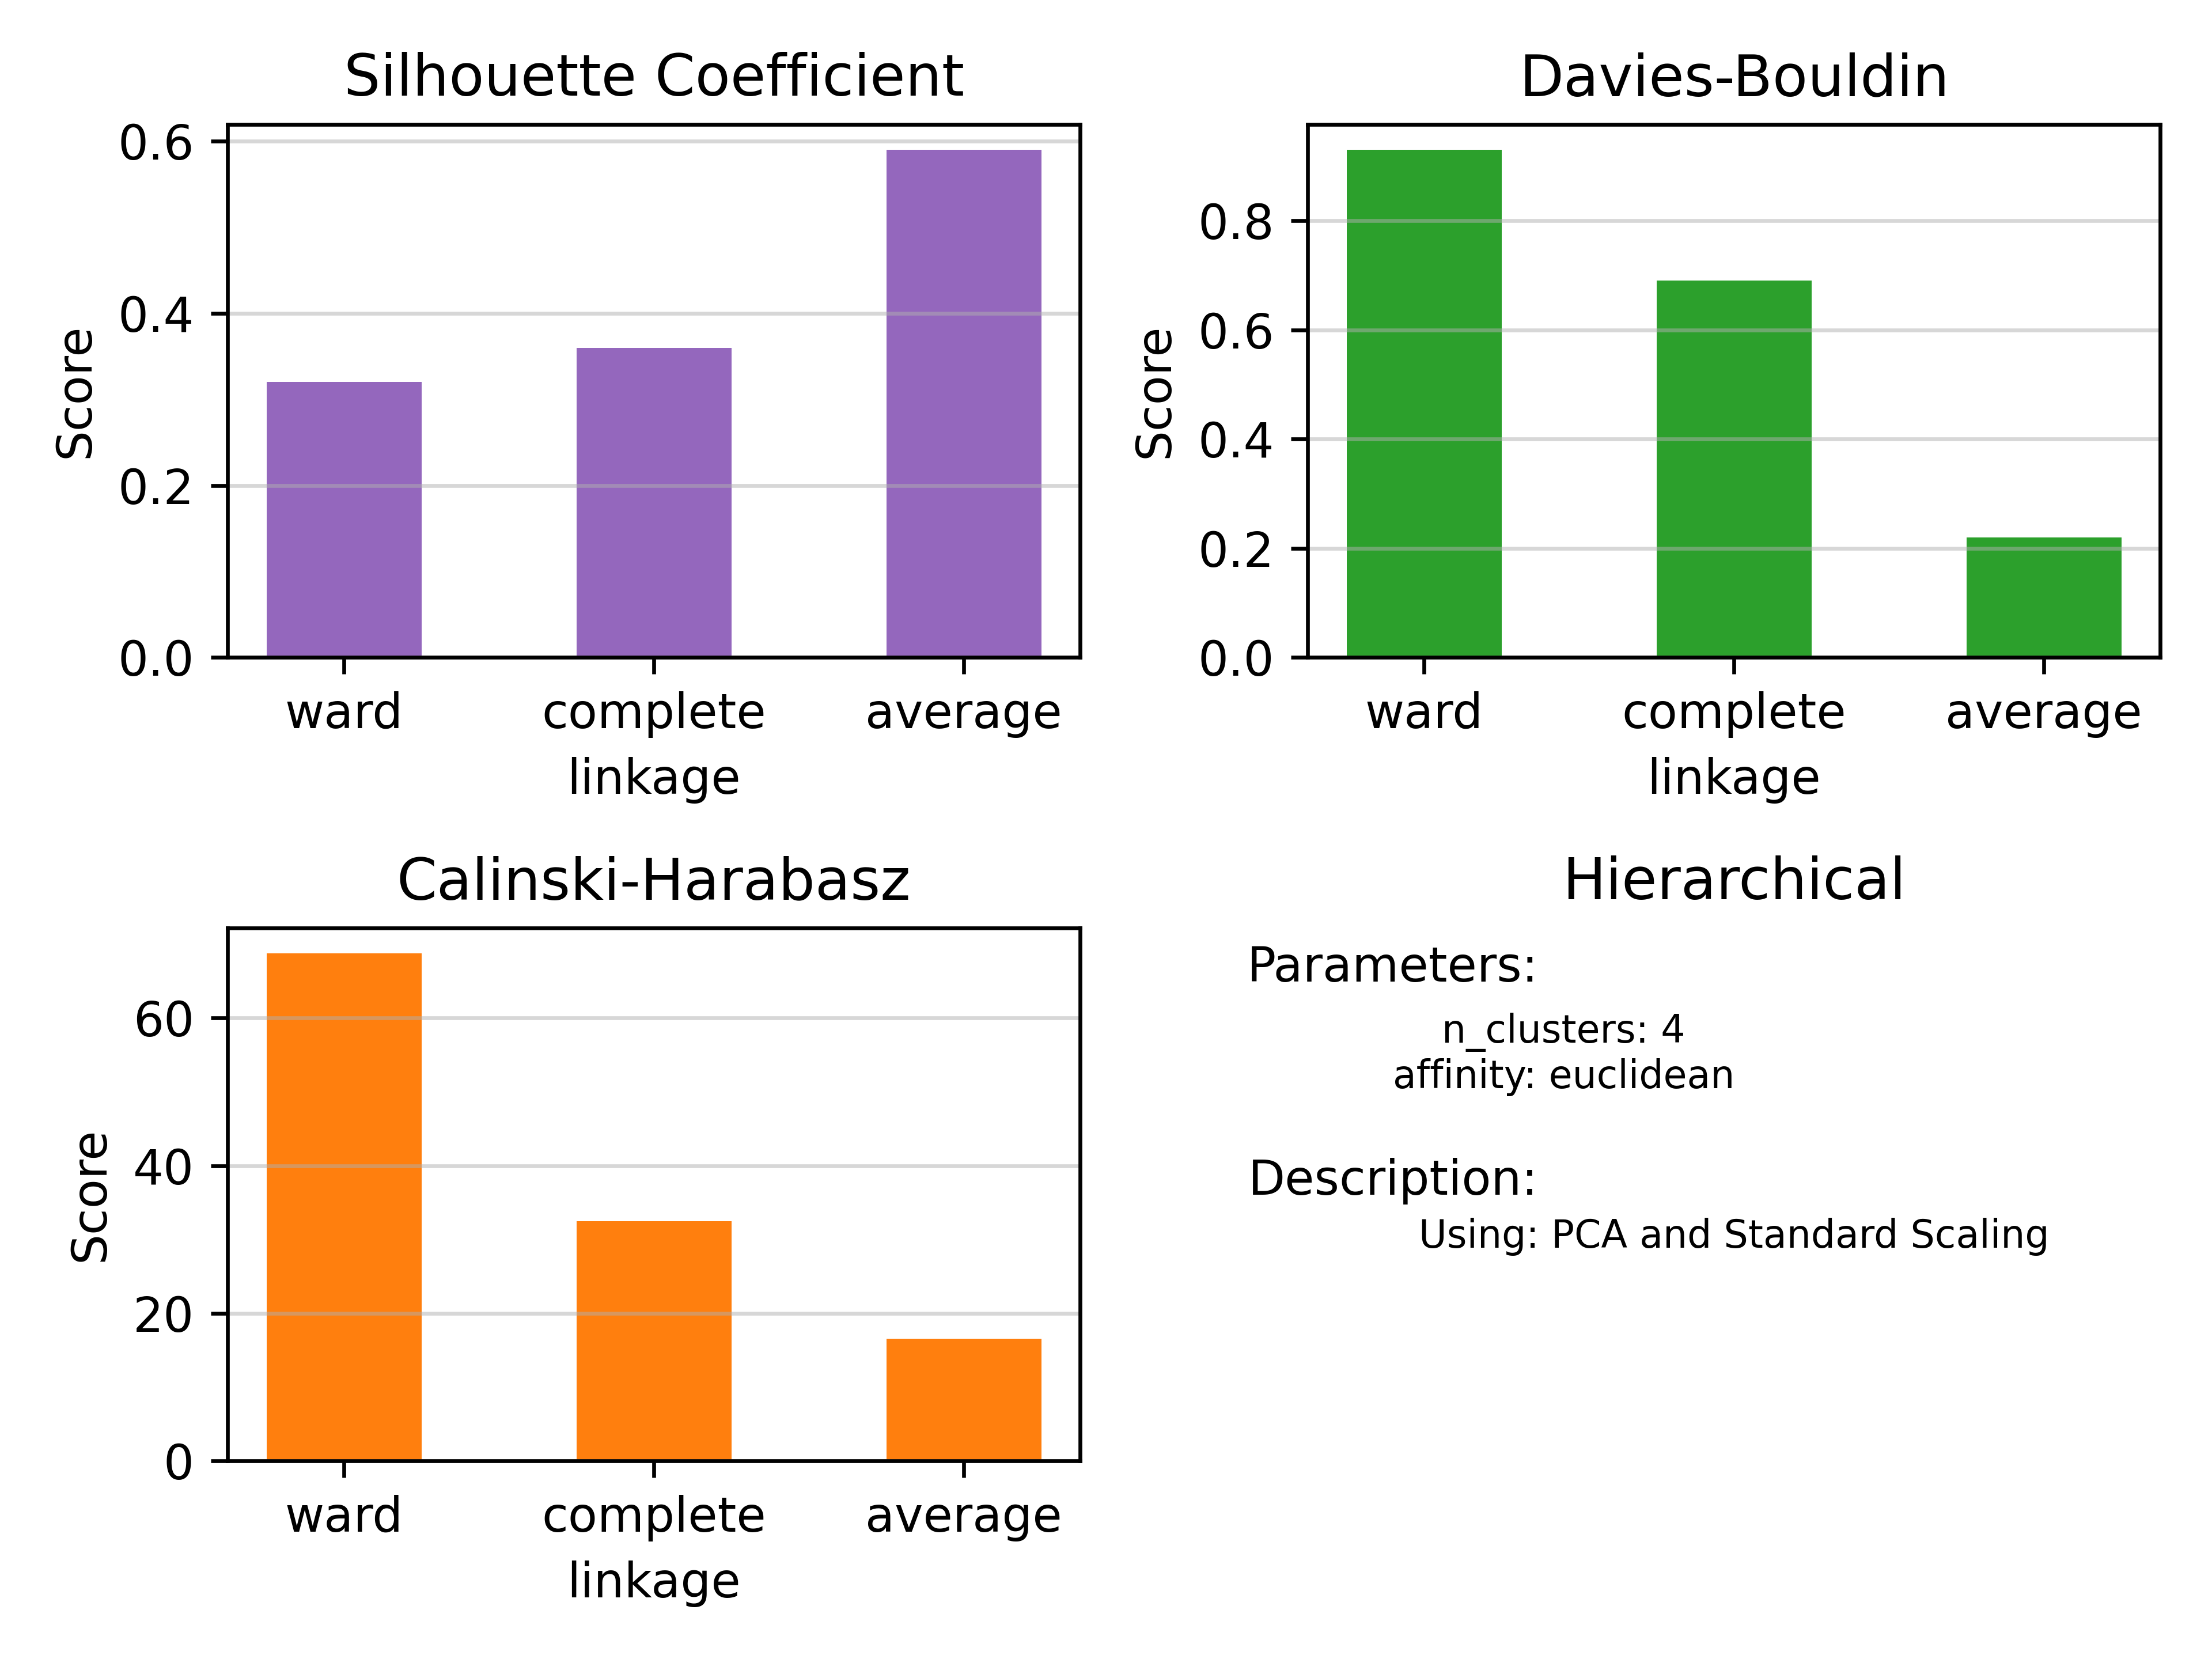 Silhouette Coefficient
0.6
0.4
0.2
0.0
Score
ward complete average
linkage
Davies-Bouldin
0.8
0.6
0.4
0.2
0.0
Score
ward complete average
linkage
Calinski-Harabasz
60
40
20
0
Score
ward complete average
linkage
Hierarchical
Parameters:
n_clusters: 4
affinity: euclidean
Description:
Using: PCA and Standard Scaling